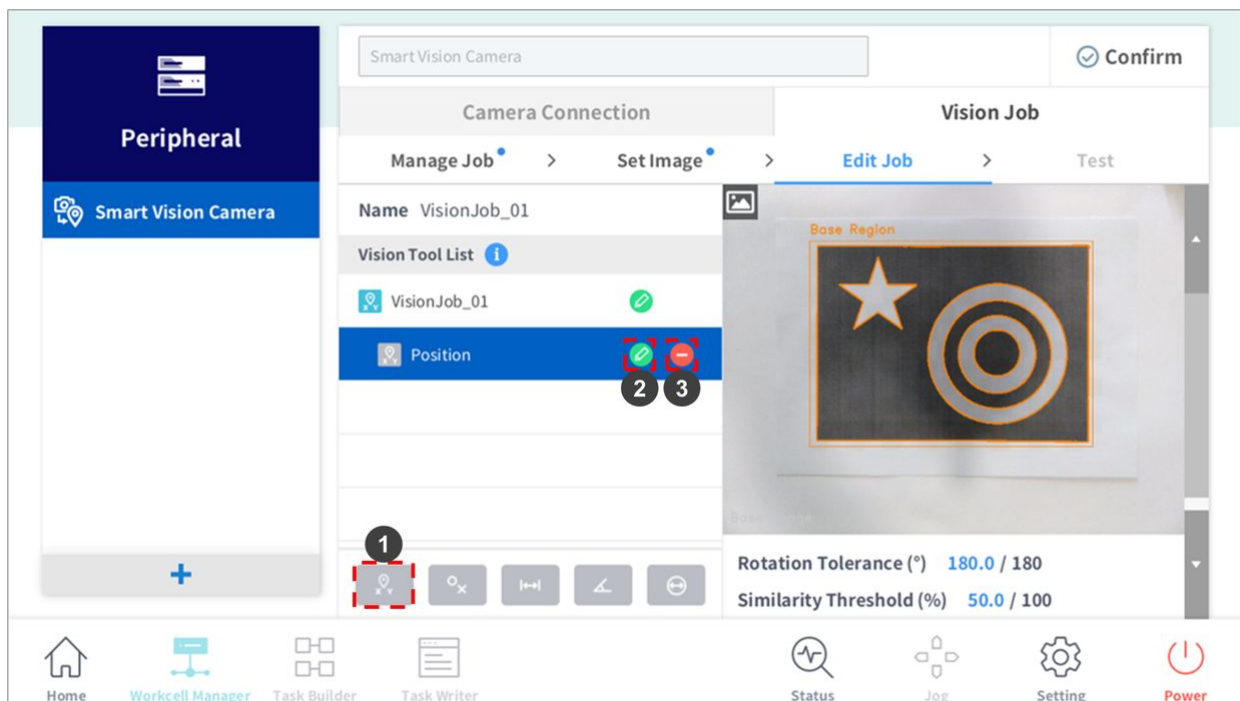 Peripheral
Smart Vision Camera
+
Smart Vision Camera
Confirm
Camera Connection
Vision Job
Manage Job > Set Image > Edit Job > Test
Name VisionJob_01
Vision Tool List i
VisionJob_01
Position
2 3
1
Base Region
Rotation Tolerance (°) 180.0 / 180
Similarity Threshold (%) 50.0 / 100
Home
Workcell Manager
Task Builder
Task Writer
Status
Jog
Setting
Power